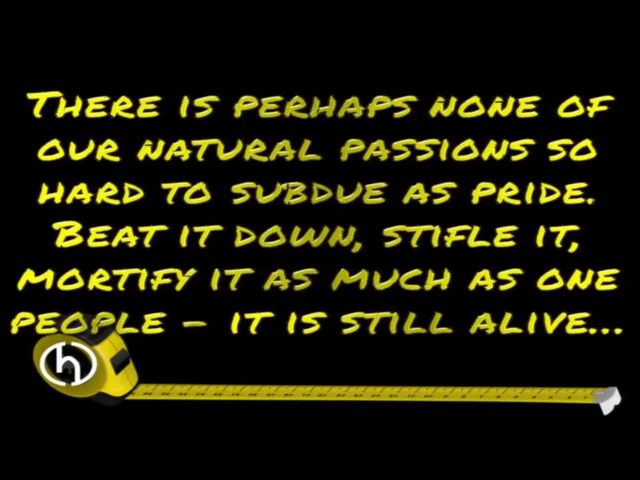 There is perhaps none of
our natural passions so
hard to subdue as pride.
Beat it down, stifle it,
mortify it as much as one
people – it is still alive...
h